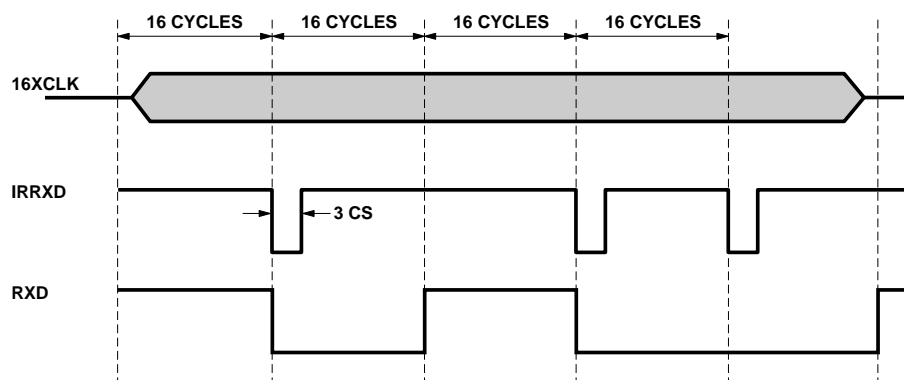 16 CYCLES 16 CYCLES 16 CYCLES 16 CYCLES
16XCLK
IRRXD
3 CS
RXD